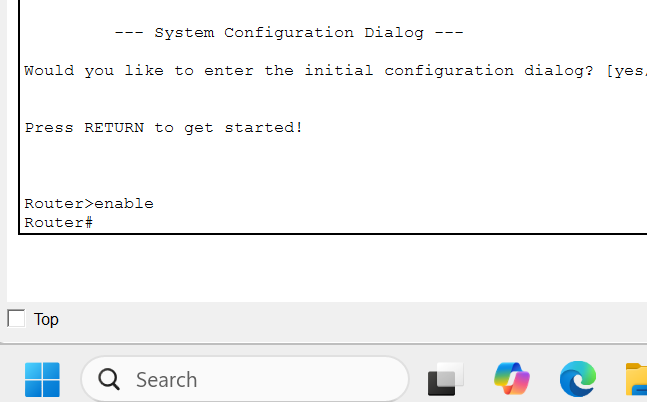 --- System Configuration Dialog ---
Would you like to enter the initial configuration dialog? [yes
Press RETURN to get started!
Router>enable
Router#
Top
Search